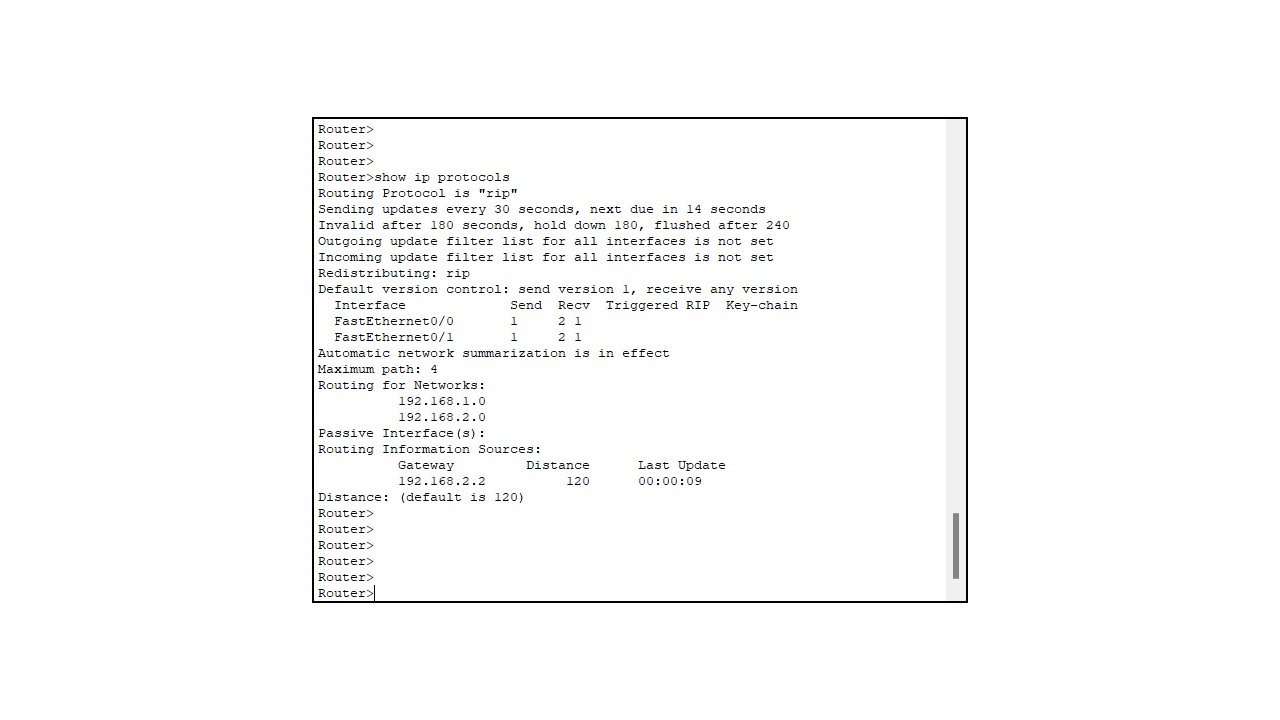 Router>
Router>
Router>
Router>show ip protocols
Routing Protocol is "rip"
Sending updates every 30 seconds, next due in 14 seconds
Invalid after 180 seconds, hold down 180, flushed after 240
Outgoing update filter list for all interfaces is not set
Incoming update filter list for all interfaces is not set
Redistributing: rip
Default version control: send version 1, receive any version
  Interface             Send  Recv  Triggered RIP  Key-chain
  FastEthernet0/0       1     2 1
  FastEthernet0/1       1     2 1
Automatic network summarization is in effect
Maximum path: 4
Routing for Networks:
          192.168.1.0
          192.168.2.0
Passive Interface(s):
Routing Information Sources:
          Gateway         Distance      Last Update
          192.168.2.2          120      00:00:09
Distance: (default is 120)
Router>
Router>
Router>
Router>
Router>
Router>